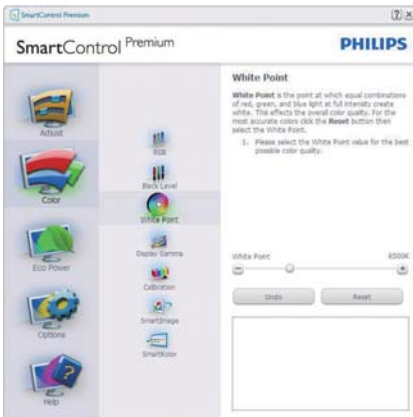 SmartControl Premium
SmartControl Premium
PHILIPS
Adjust
Color
Eco Power
Options
Help
RGB
Black Level
White Point
Display Gamma
Calibration
SmartImage
SmartKolor
White Point
White Point is the point at which equal combinations
of red, green, and blue light at full intensity create
white. This effects the overall color quality. For the
most accurate colors click the Reset button then
select the White Point.
1. Please select the White Point value for the best
possible color quality.
White Point 6500K
Undo Reset